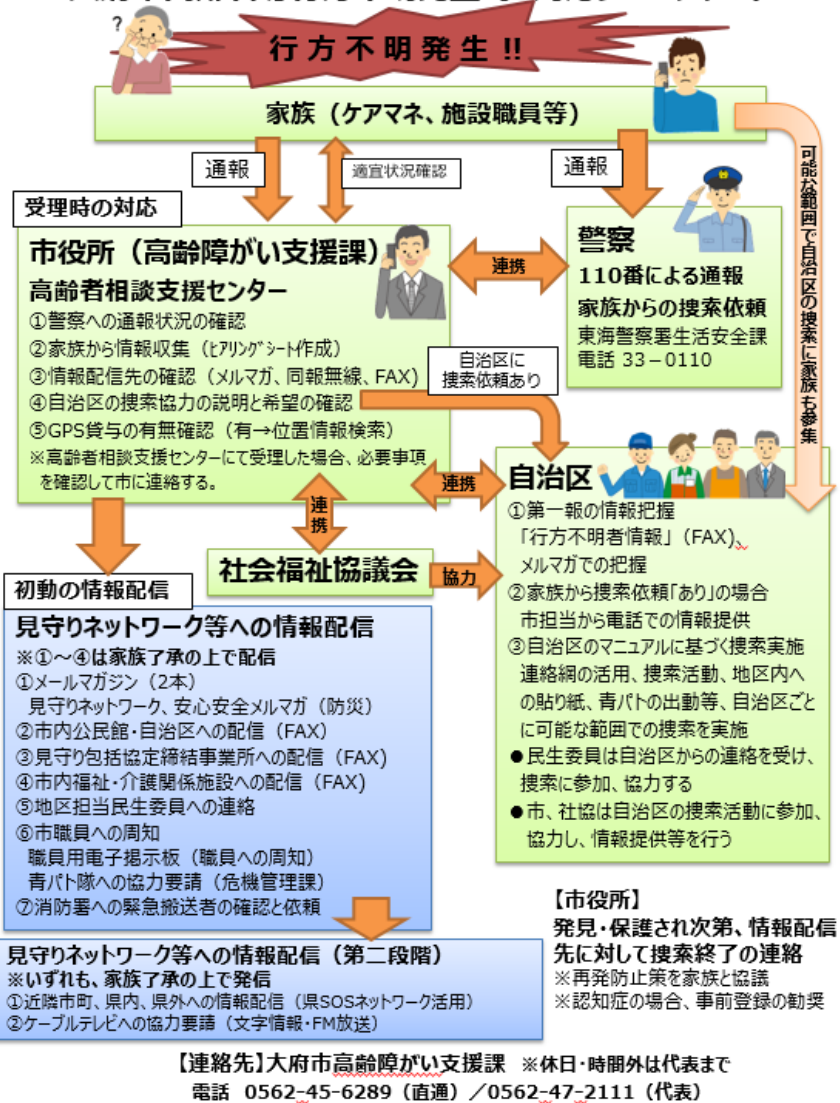 ?
行方不明発生!!
家族（ケアマネ、施設職員等）
通報
適宜状況確認
通報
可能な範囲で自治区の捜索に家族も参集
受理時の対応
市役所（高齢障がい支援課）
高齢者相談支援センター
①警察への通報状況の確認
②家族から情報収集（ﾋｱﾘﾝｸﾞｼｰﾄ作成）
③情報配信先の確認（メルマガ、同報無線、FAX）
④自治区の捜索協力の説明と希望の確認
⑤GPS貸与の有無確認（有→位置情報検索）
※高齢者相談支援センターにて受理した場合、必要事項
を確認して市に連絡する。
連携
警察
110番による通報
家族からの捜索依頼
東海警察署生活安全課
電話 33－0110
自治区に
捜索依頼あり
連携
連携
社会福祉協議会
協力
自治区
①第一報の情報把握
「行方不明者情報」（FAX)、
メルマガでの把握
②家族から捜索依頼｢あり｣の場合
市担当から電話での情報提供
③自治区のマニュアルに基づく捜索実施
連絡網の活用、捜索活動、地区内へ
の貼り紙、青パトの出動等、自治区ごと
に可能な範囲での捜索を実施
●民生委員は自治区からの連絡を受け、
捜索に参加、協力する
●市、社協は自治区の捜索活動に参加、
協力し、情報提供等を行う
初動の情報配信
見守りネットワーク等への情報配信
※①～④は家族了承の上で配信
①メールマガジン（2本）
見守りネットワーク、安心安全メルマガ（防災）
②市内公民館・自治区への配信（FAX）
③見守り包括協定締結事業所への配信（FAX）
④市内福祉・介護関係施設への配信（FAX）
⑤地区担当民生委員への連絡
⑥市職員への周知
職員用電子掲示板（職員への周知）
青パト隊への協力要請（危機管理課）
⑦消防署への緊急搬送者の確認と依頼
見守りネットワーク等への情報配信（第二段階）
※いずれも、家族了承の上で発信
①近隣市町、県内、県外への情報配信（県SOSネットワーク活用）
②ケーブルテレビへの協力要請（文字情報・FM放送）
【市役所】
発見・保護され次第、情報配信
先に対して捜索終了の連絡
※再発防止策を家族と協議
※認知症の場合、事前登録の勧奨
【連絡先】大府市高齢障がい支援課 ※休日・時間外は代表まで
電話 0562-45-6289（直通）／0562-47-2111（代表）